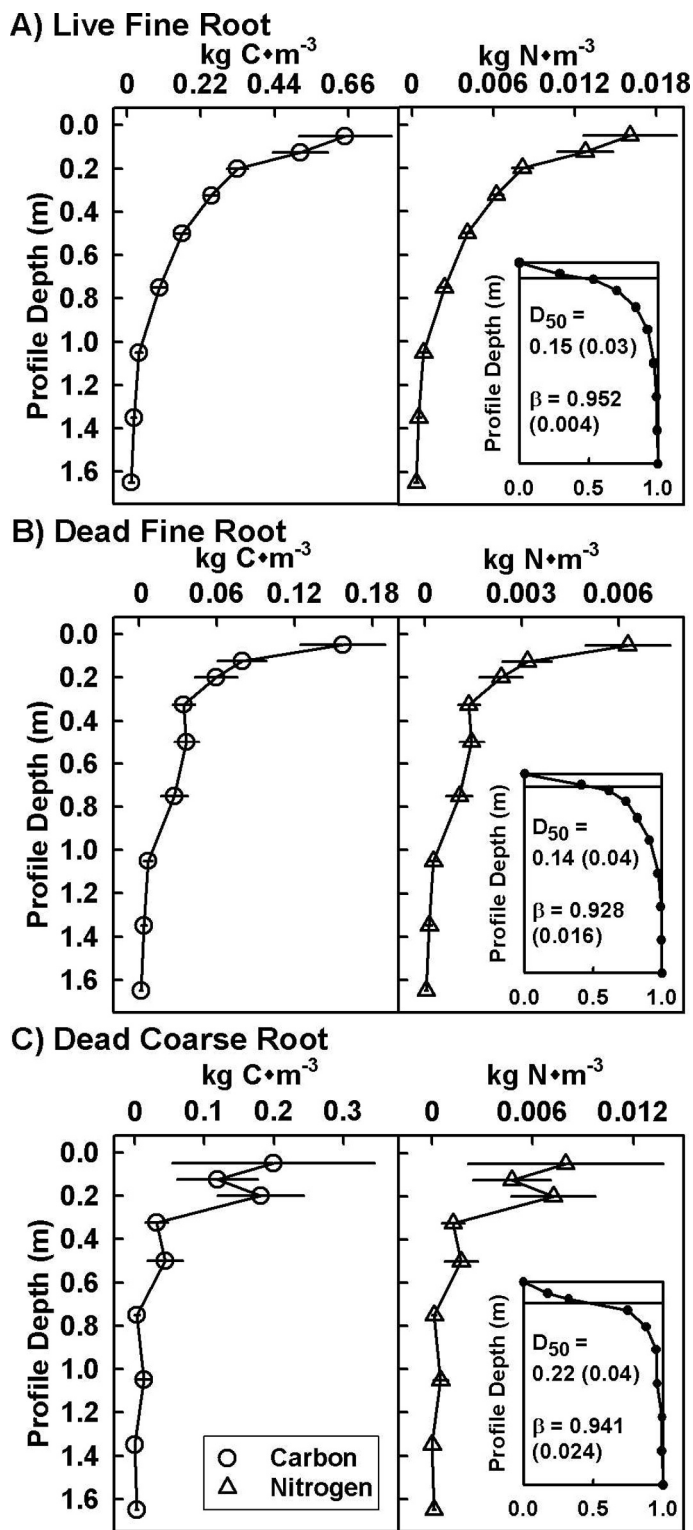 A) Live Fine Root
kg C♦m-3 kg N♦m-3
0 0.22 0.44 0.66 0 0.006 0.012 0.018
0.0
0.2
0.4
0.6
0.8
1.0
1.2
1.4
1.6
Profile Depth (m)
Profile Depth (m)
D50 =
0.15 (0.03)
β = 0.952
(0.004)
0.0 0.5 1.0
B) Dead Fine Root
kg C♦m-3 kg N♦m-3
0 0.06 0.12 0.18 0 0.003 0.006
0.0
0.2
0.4
0.6
0.8
1.0
1.2
1.4
1.6
Profile Depth (m)
Profile Depth (m)
D50 =
0.14 (0.04)
β = 0.928
(0.016)
0.0 0.5 1.0
C) Dead Coarse Root
kg C♦m-3 kg N♦m-3
0 0.1 0.2 0.3 0 0.006 0.012
0.0
0.2
0.4
0.6
0.8
1.0
1.2
1.4
1.6
Profile Depth (m)
Profile Depth (m)
D50 =
0.22 (0.04)
β = 0.941
(0.024)
0.0 0.5 1.0
Carbon
Nitrogen